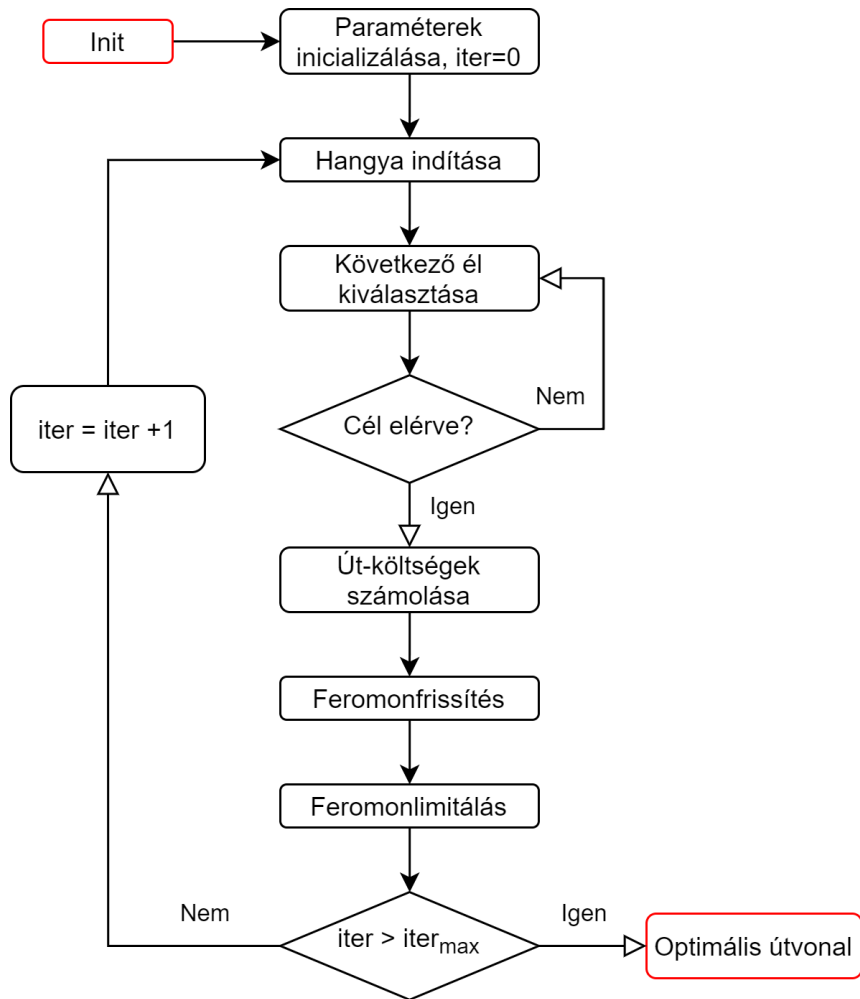 Init
Paraméterek
inicializálása, iter=0
Hangya indítása
Következő él
kiválasztása
Nem
iter = iter +1
Cél elérve?
Igen
Út-költségek
számolása
Feromonfrissítés
Feromonlimitálás
Nem
iter > iter_max
Igen
Optimális útvonal